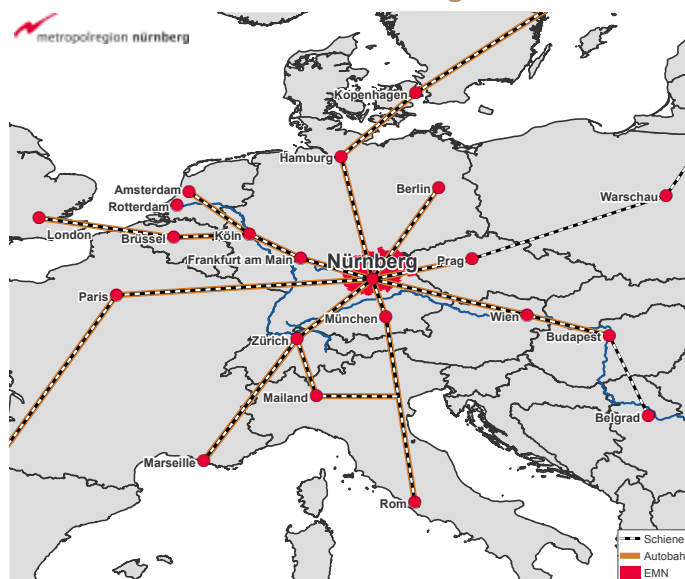 metropolregion nürnberg
Kopenhagen
Hamburg
Amsterdam
Berlin
Rotterdam
Warschau
London
Brüssel
Köln
Frankfurt am Main
Nürnberg
Prag
Paris
München
Wien
Zürich
Budapest
Mailand
Belgrad
Marseille
Rom
Schiene
Autobah
EMN